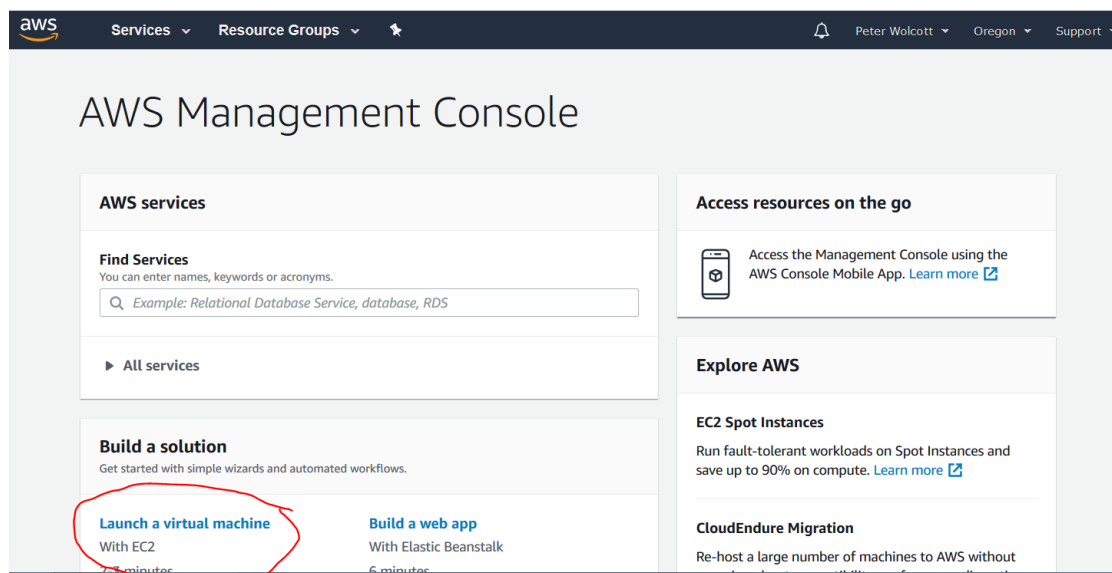 aws
Services
Resource Groups
Peter Wolcott
Oregon
Support
AWS Management Console
AWS services
Find Services
You can enter names, keywords or acronyms.
Example: Relational Database Service, database, RDS
All services
Build a solution
Get started with simple wizards and automated workflows.
Launch a virtual machine
With EC2
2-3 minutes
Build a web app
With Elastic Beanstalk
6 minutes
Access resources on the go
Access the Management Console using the
AWS Console Mobile App. Learn more
Explore AWS
EC2 Spot Instances
Run fault-tolerant workloads on Spot Instances and
save up to 90% on compute. Learn more
CloudEndure Migration
Re-host a large number of machines to AWS without